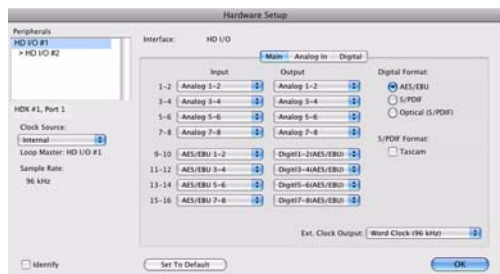 Hardware Setup
Peripherals
HD I/O #1
> HD I/O #2
HDX #1, Port 1
Clock Source:
Internal
Loop Master: HD I/O #1
Sample Rate:
96 kHz
Identify
Interface: HD I/O
Main Analog In Digital
Input Output
1-2 Analog 1-2 Analog 1-2
3-4 Analog 3-4 Analog 3-4
5-6 Analog 5-6 Analog 5-6
7-8 Analog 7-8 Analog 7-8
9-10 AES/EBU 1-2 Digitl1-2(AES/EBU)
11-12 AES/EBU 3-4 Digitl3-4(AES/EBU)
13-14 AES/EBU 5-6 Digitl5-6(AES/EBU)
15-16 AES/EBU 7-8 Digitl7-8(AES/EBU)
Digital Format:
AES/EBU
S/PDIF
Optical (S/PDIF)
S/PDIF Format:
Tascam
Ext. Clock Output: Word Clock (96 kHz)
Set To Default
OK